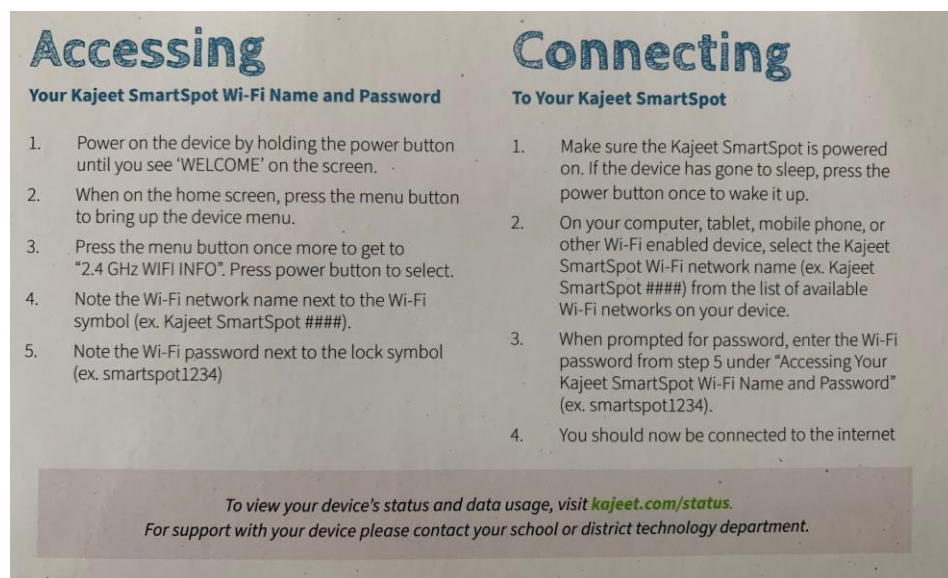 Accessing
Your Kajeet SmartSpot Wi-Fi Name and Password
1. Power on the device by holding the power button
until you see ‘WELCOME’ on the screen.
2. When on the home screen, press the menu button
to bring up the device menu.
3. Press the menu button once more to get to
“2.4 GHz WIFI INFO”. Press power button to select.
4. Note the Wi-Fi network name next to the Wi-Fi
symbol (ex. Kajeet SmartSpot ####).
5. Note the Wi-Fi password next to the lock symbol
(ex. smartspot1234)
Connecting
To Your Kajeet SmartSpot
1. Make sure the Kajeet SmartSpot is powered
on. If the device has gone to sleep, press the
power button once to wake it up.
2. On your computer, tablet, mobile phone, or
other Wi-Fi enabled device, select the Kajeet
SmartSpot Wi-Fi network name (ex. Kajeet
SmartSpot ####) from the list of available
Wi-Fi networks on your device.
3. When prompted for password, enter the Wi-Fi
password from step 5 under “Accessing Your
Kajeet SmartSpot Wi-Fi Name and Password”
(ex. smartspot1234).
4. You should now be connected to the internet
To view your device’s status and data usage, visit kajeet.com/status.
For support with your device please contact your school or district technology department.